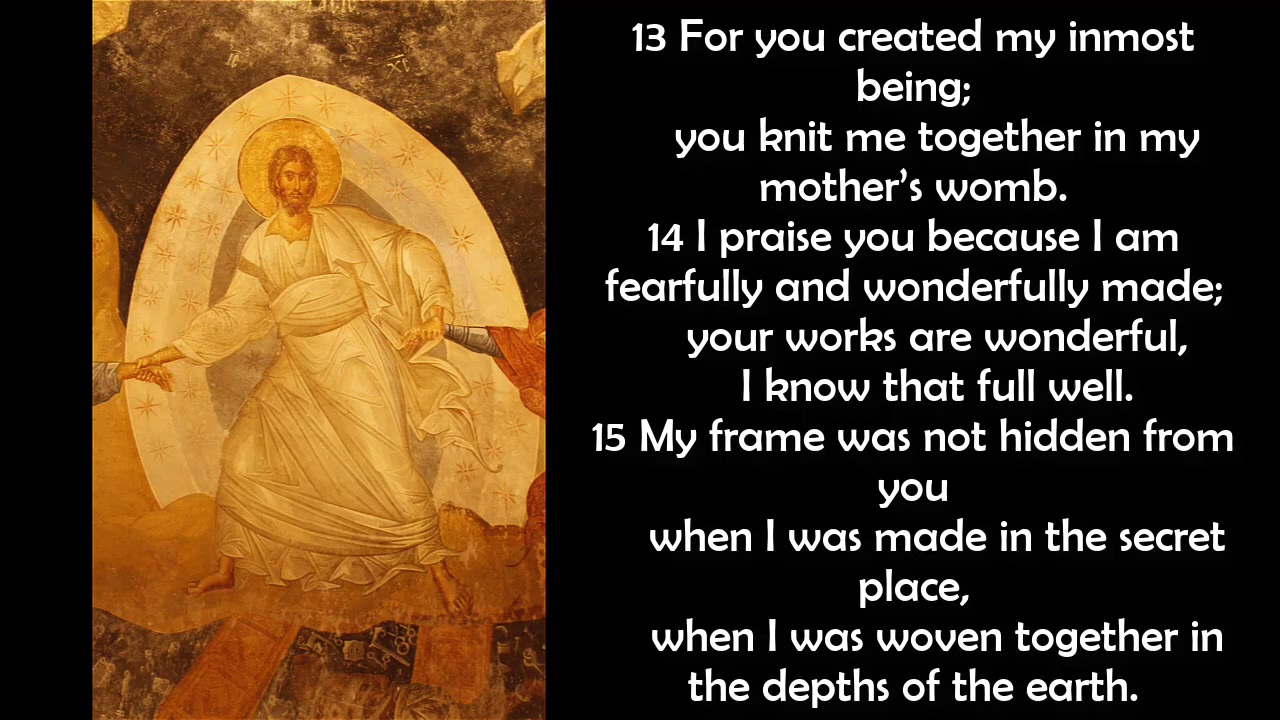 13 For you created my inmost
being;
you knit me together in my
mother’s womb.
14 I praise you because I am
fearfully and wonderfully made;
your works are wonderful,
I know that full well.
15 My frame was not hidden from
you
when I was made in the secret
place,
when I was woven together in
the depths of the earth.